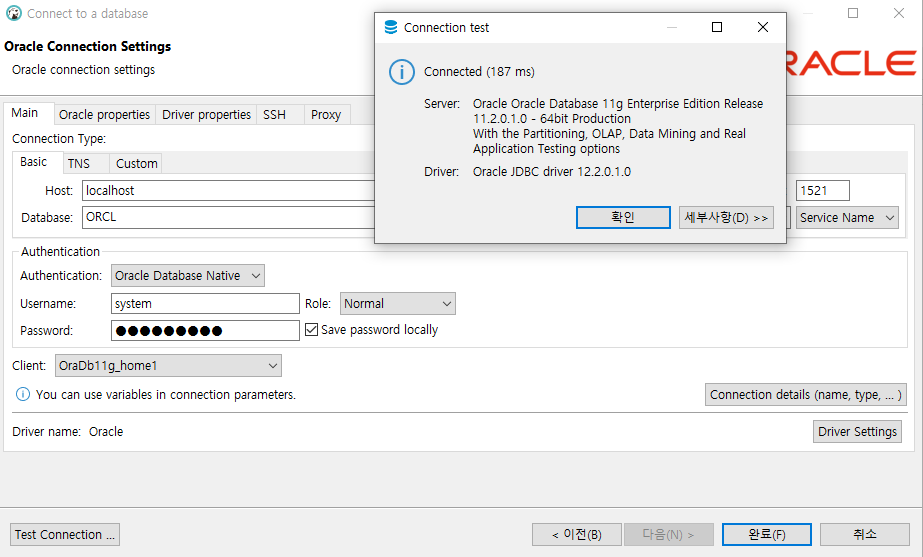 Connect to a database
Oracle Connection Settings
Oracle connection settings
RACLE
Connection test
Connected (187 ms)
Server: Oracle Oracle Database 11g Enterprise Edition Release
11.2.0.1.0 - 64bit Production
With the Partitioning, OLAP, Data Mining and Real
Application Testing options
Driver: Oracle JDBC driver 12.2.0.1.0
확인 세부사항(D) >>
Main Oracle properties Driver properties SSH Proxy
Connection Type:
Basic TNS Custom
Host: localhost 1521
Database: ORCL Service Name
Authentication
Authentication: Oracle Database Native
Username: system Role: Normal
Password: ●●●●●●●●● Save password locally
Client: OraDb11g_home1
You can use variables in connection parameters. Connection details (name, type, ... )
Driver name: Oracle Driver Settings
Test Connection ... < 이전(B) 다음(N) > 완료(F) 취소